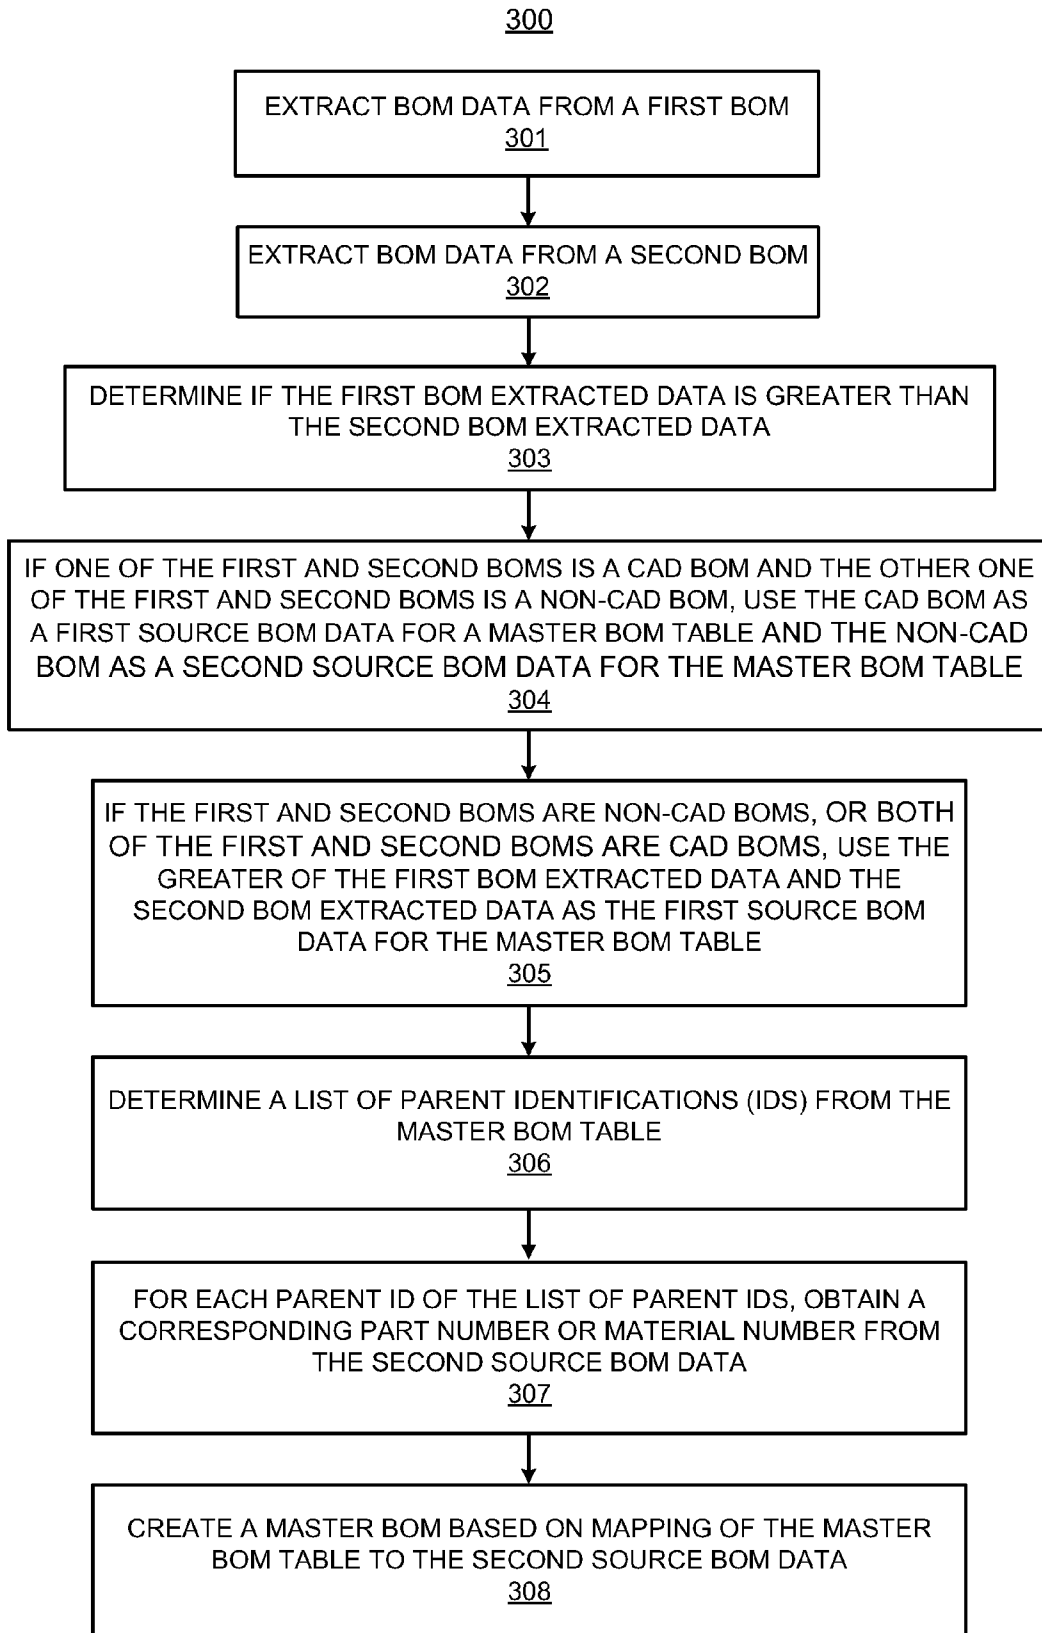 300
EXTRACT BOM DATA FROM A FIRST BOM
301
EXTRACT BOM DATA FROM A SECOND BOM
302
DETERMINE IF THE FIRST BOM EXTRACTED DATA IS GREATER THAN
THE SECOND BOM EXTRACTED DATA
303
IF ONE OF THE FIRST AND SECOND BOMS IS A CAD BOM AND THE OTHER ONE
OF THE FIRST AND SECOND BOMS IS A NON-CAD BOM, USE THE CAD BOM AS
A FIRST SOURCE BOM DATA FOR A MASTER BOM TABLE AND THE NON-CAD
BOM AS A SECOND SOURCE BOM DATA FOR THE MASTER BOM TABLE
304
IF THE FIRST AND SECOND BOMS ARE NON-CAD BOMS, OR BOTH
OF THE FIRST AND SECOND BOMS ARE CAD BOMS, USE THE
GREATER OF THE FIRST BOM EXTRACTED DATA AND THE
SECOND BOM EXTRACTED DATA AS THE FIRST SOURCE BOM
DATA FOR THE MASTER BOM TABLE
305
DETERMINE A LIST OF PARENT IDENTIFICATIONS (IDS) FROM THE
MASTER BOM TABLE
306
FOR EACH PARENT ID OF THE LIST OF PARENT IDS, OBTAIN A
CORRESPONDING PART NUMBER OR MATERIAL NUMBER FROM
THE SECOND SOURCE BOM DATA
307
CREATE A MASTER BOM BASED ON MAPPING OF THE MASTER
BOM TABLE TO THE SECOND SOURCE BOM DATA
308